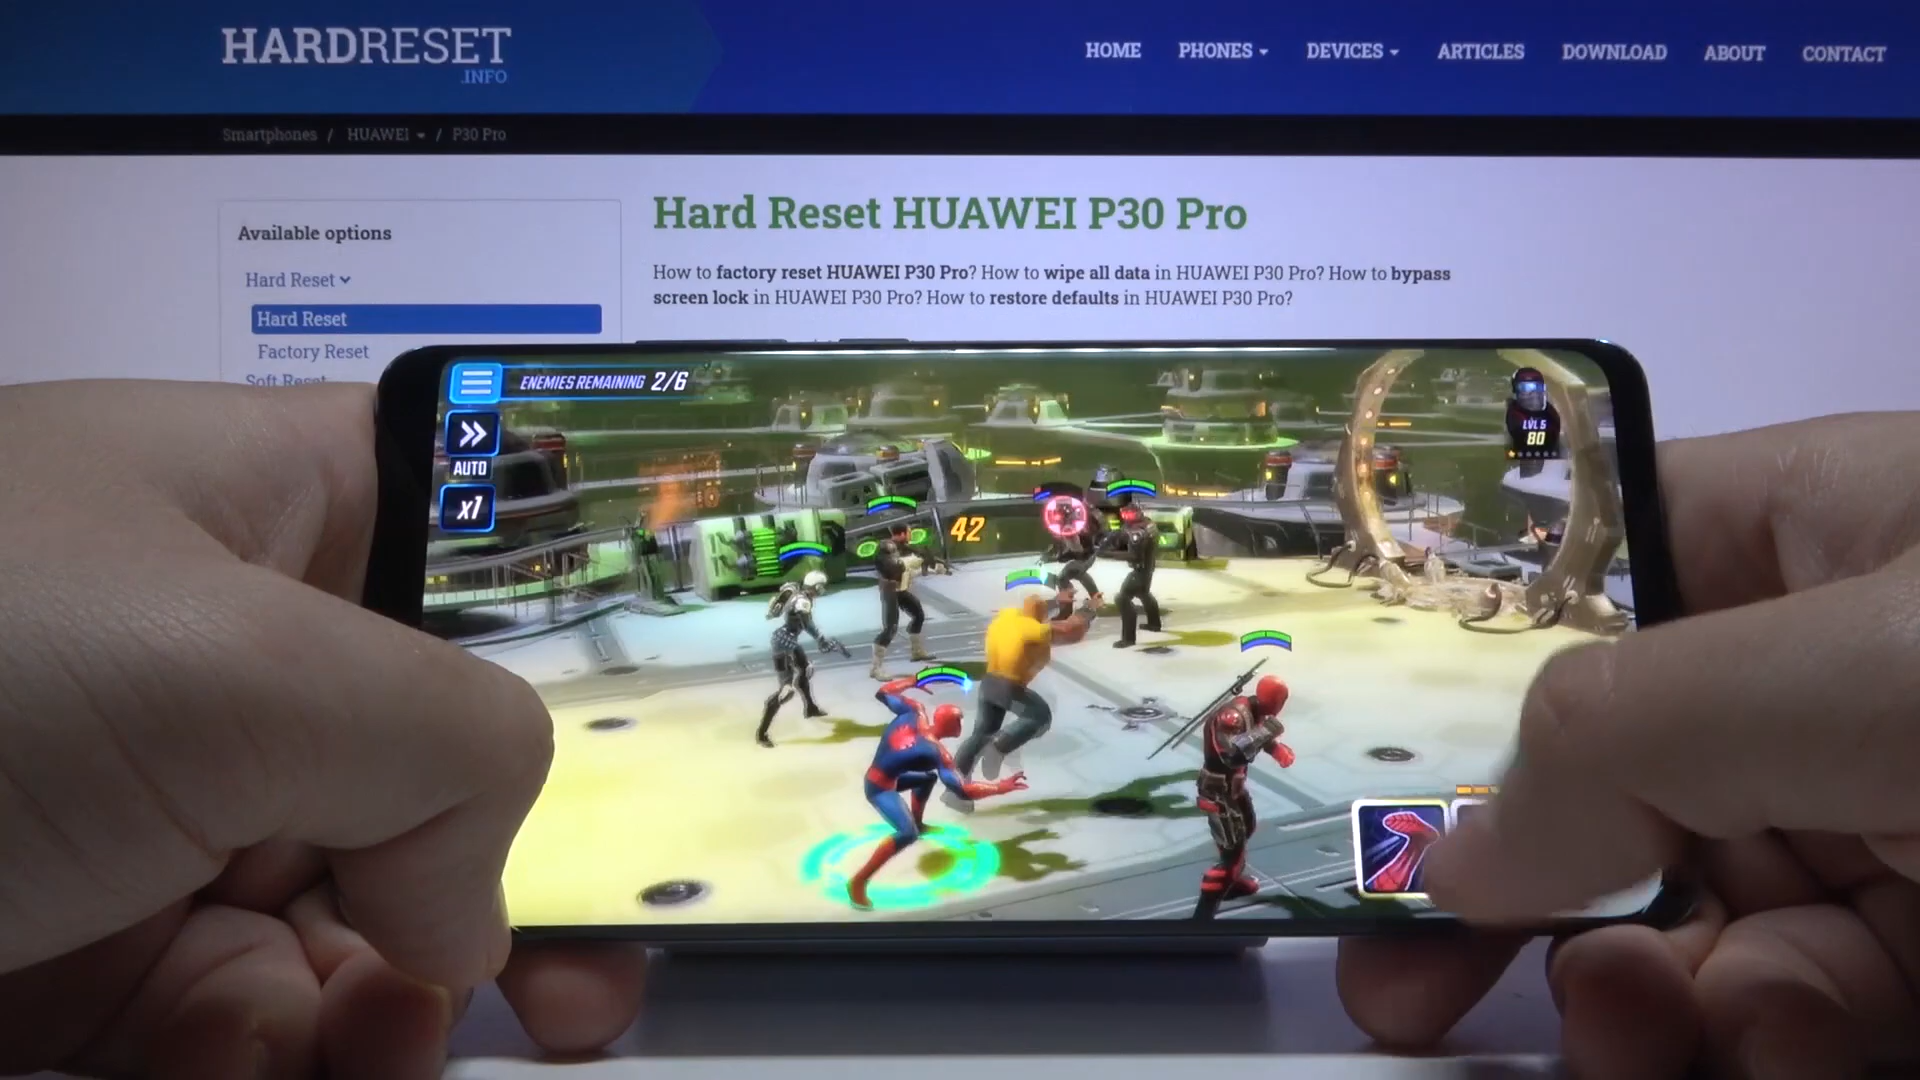 HARDRESET
.INFO
HOME PHONES DEVICES ARTICLES DOWNLOAD ABOUT CONTACT
Smartphones / HUAWEI / P30 Pro
Available options
Hard Reset
Hard Reset
Factory Reset
Soft Reset
Hard Reset HUAWEI P30 Pro
How to factory reset HUAWEI P30 Pro? How to wipe all data in HUAWEI P30 Pro? How to bypass
screen lock in HUAWEI P30 Pro? How to restore defaults in HUAWEI P30 Pro?
ENEMIES REMAINING 2/6
AUTO
x1
42
LVL 5
80